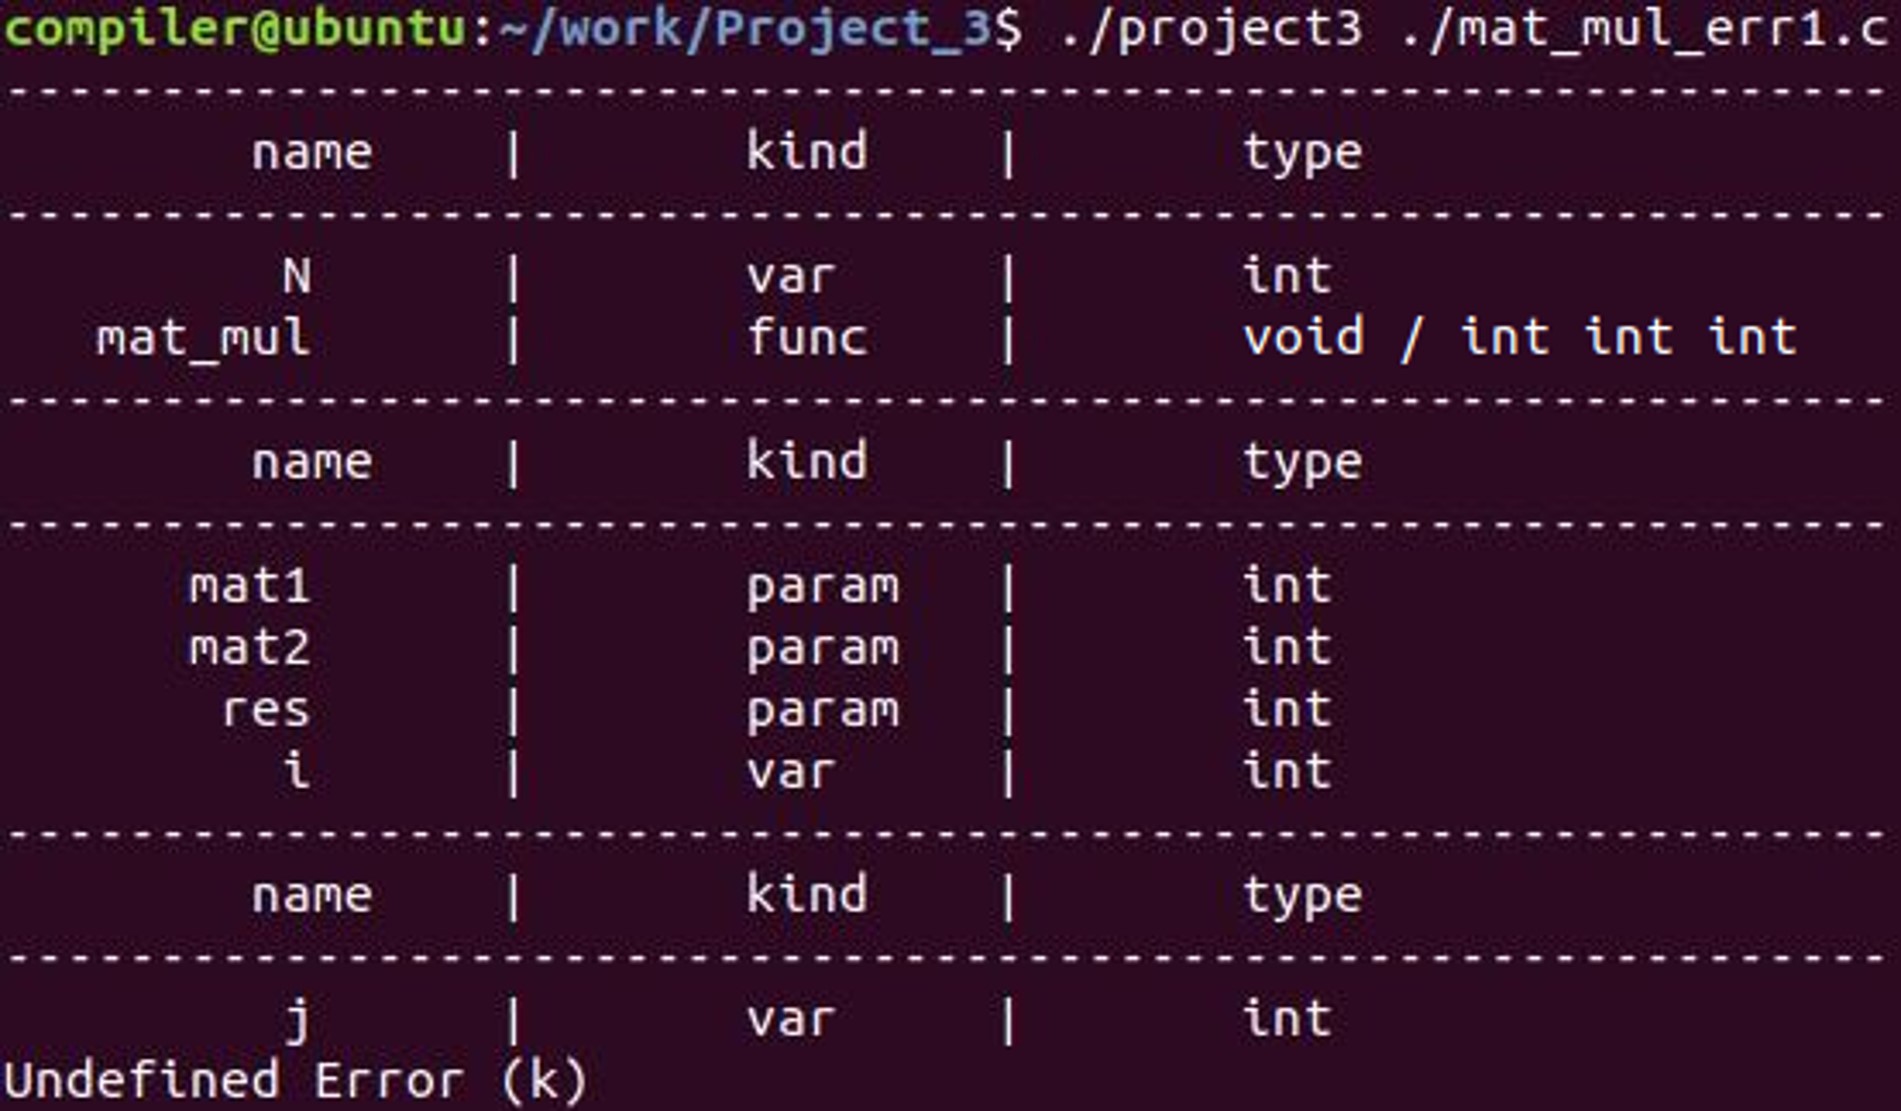 compiler@ubuntu:~/work/Project_3$ ./project3 ./mat_mul_err1.c
-------------------------------------------------------------
name | kind | type
-------------------------------------------------------------
N | var | int
mat_mul | func | void / int int int
-------------------------------------------------------------
name | kind | type
-------------------------------------------------------------
mat1 | param | int
mat2 | param | int
res | param | int
i | var | int
-------------------------------------------------------------
name | kind | type
-------------------------------------------------------------
j | var | int
Undefined Error (k)